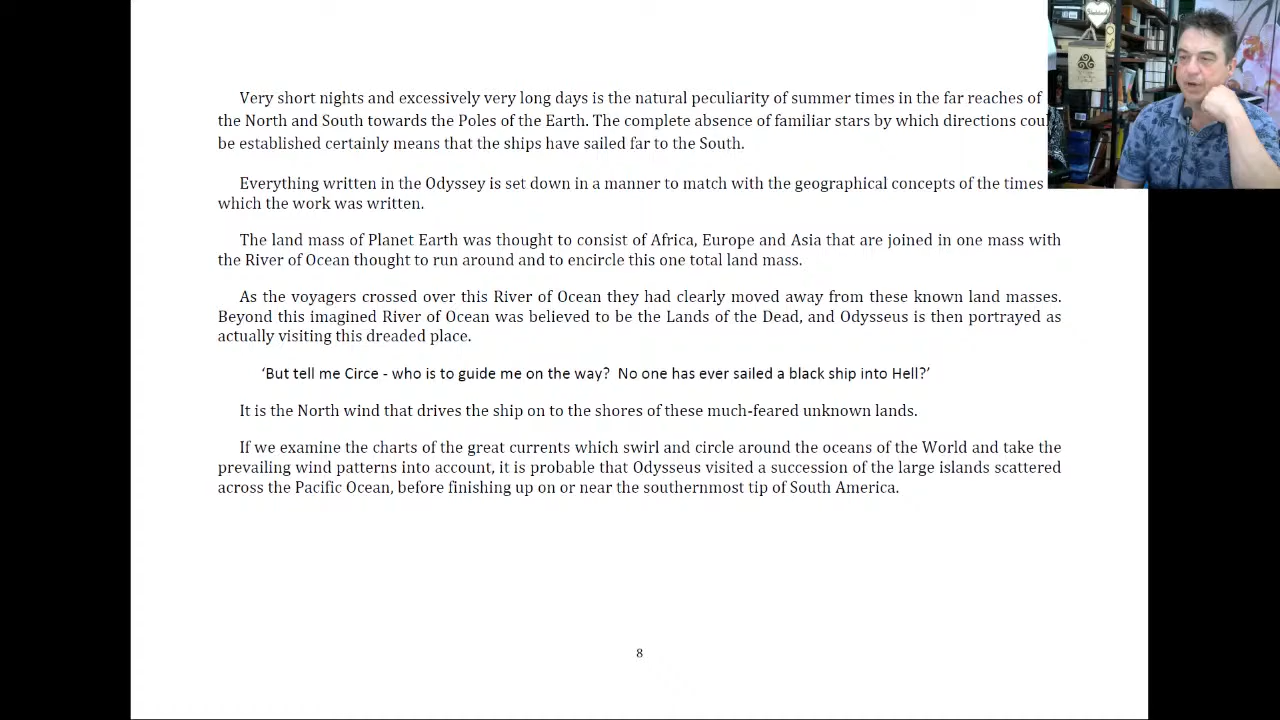 Very short nights and excessively very long days is the natural peculiarity of summer times in the far reaches of
the North and South towards the Poles of the Earth. The complete absence of familiar stars by which directions cou
be established certainly means that the ships have sailed far to the South.
Everything written in the Odyssey is set down in a manner to match with the geographical concepts of the times
which the work was written.
The land mass of Planet Earth was thought to consist of Africa, Europe and Asia that are joined in one mass with
the River of Ocean thought to run around and to encircle this one total land mass.
As the voyagers crossed over this River of Ocean they had clearly moved away from these known land masses.
Beyond this imagined River of Ocean was believed to be the Lands of the Dead, and Odysseus is then portrayed as
actually visiting this dreaded place.
‘But tell me Circe - who is to guide me on the way?  No one has ever sailed a black ship into Hell?’
It is the North wind that drives the ship on to the shores of these much-feared unknown lands.
If we examine the charts of the great currents which swirl and circle around the oceans of the World and take the
prevailing wind patterns into account, it is probable that Odysseus visited a succession of the large islands scattered
across the Pacific Ocean, before finishing up on or near the southernmost tip of South America.
8